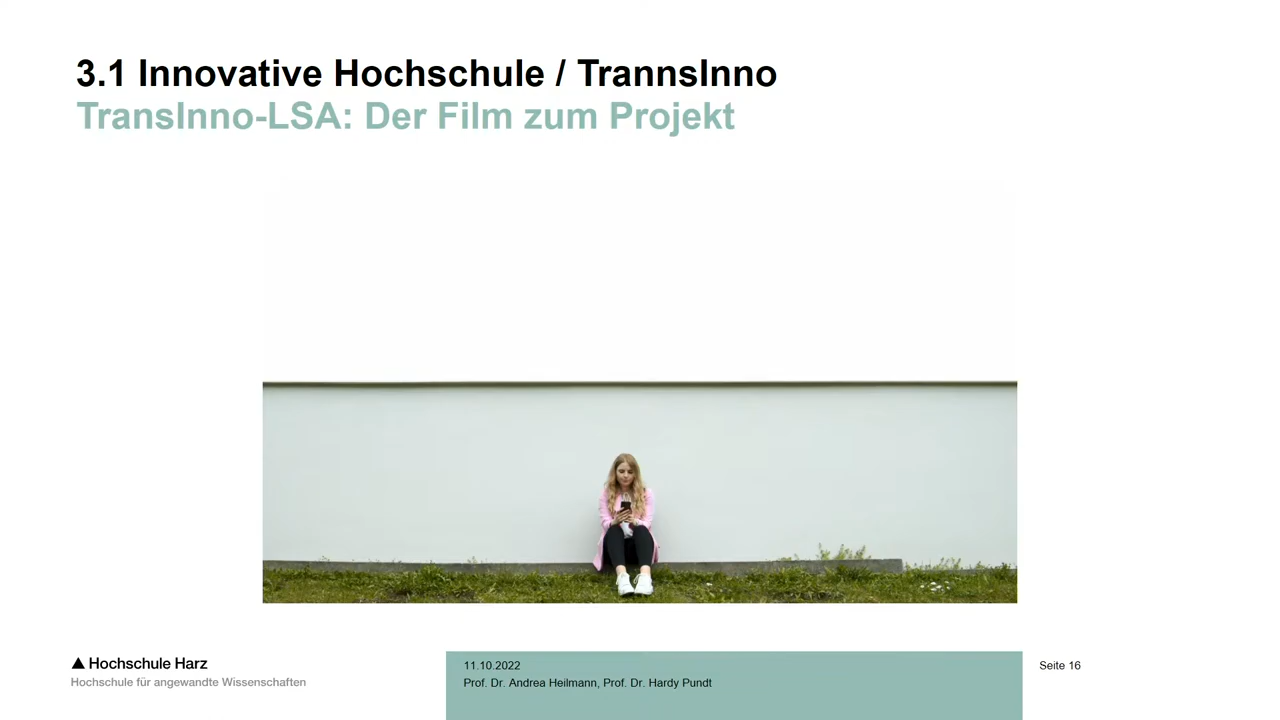 3.1 Innovative Hochschule / TrannsInno
TransInno-LSA: Der Film zum Projekt
Hochschule Harz
Hochschule für angewandte Wissenschaften
11.10.2022
Prof. Dr. Andrea Heilmann, Prof. Dr. Hardy Pundt
Seite 16